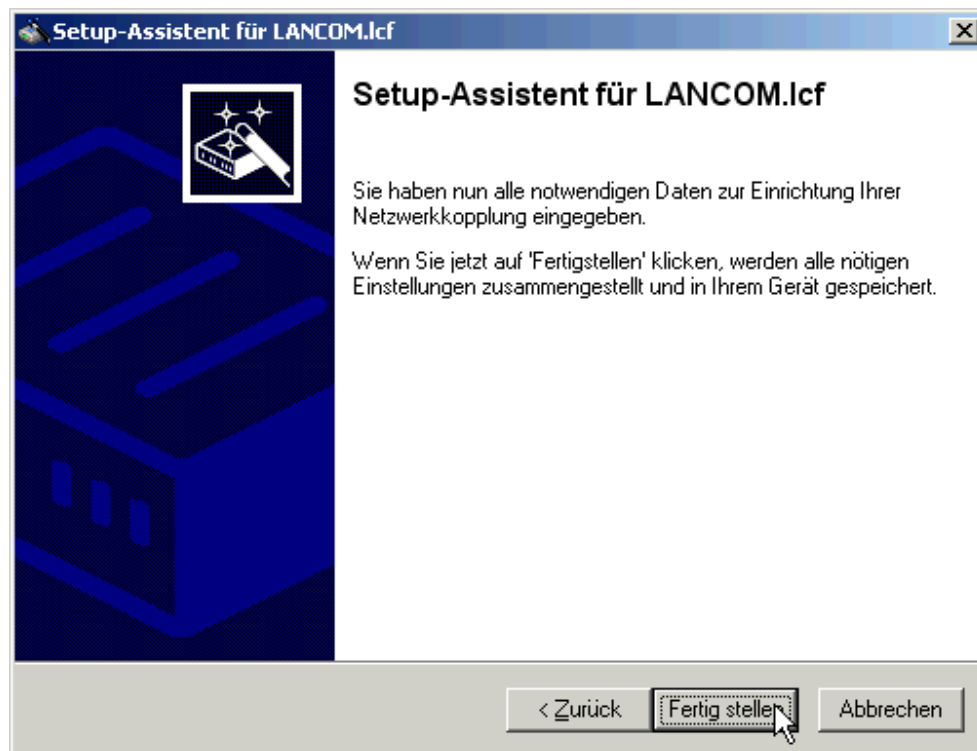 Setup-Assistent für LANCOM.lcf
Setup-Assistent für LANCOM.lcf
Sie haben nun alle notwendigen Daten zur Einrichtung Ihrer
Netzwerkkopplung eingegeben.
Wenn Sie jetzt auf 'Fertigstellen' klicken, werden alle nötigen
Einstellungen zusammengestellt und in Ihrem Gerät gespeichert.
< Zurück Fertig stellen Abbrechen